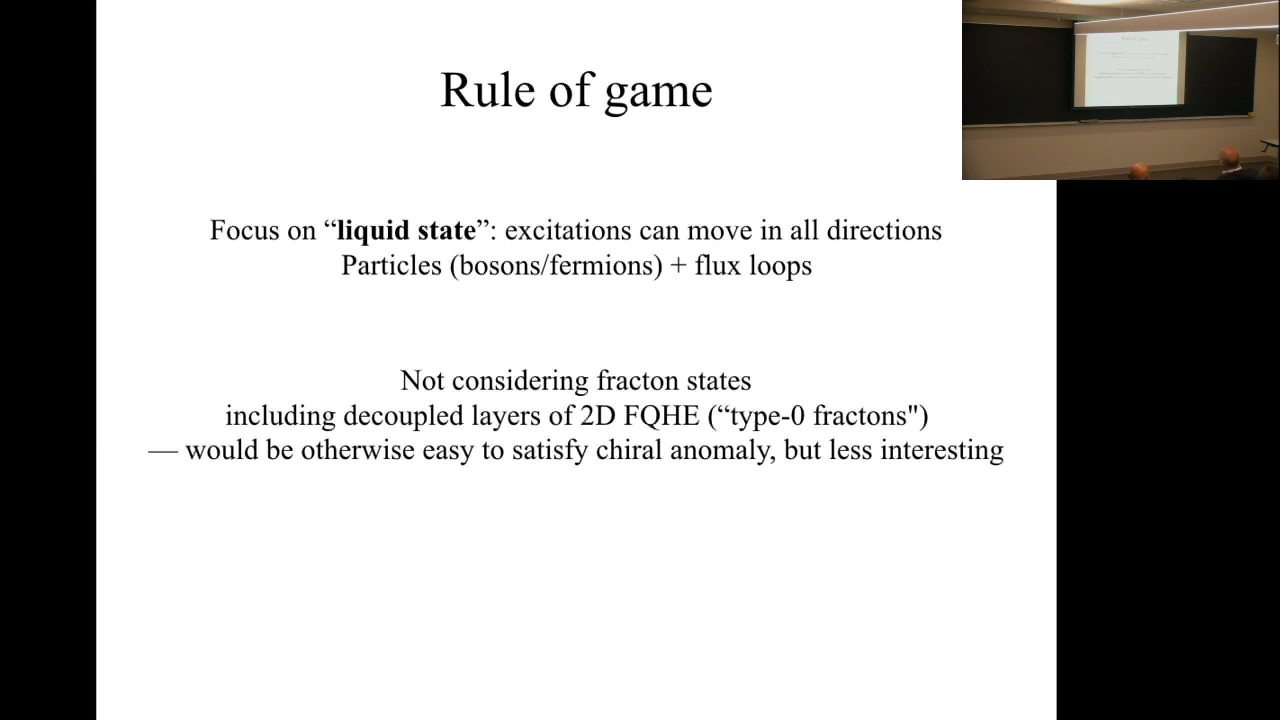 Rule of game
Focus on “liquid state”: excitations can move in all directions
Particles (bosons/fermions) + flux loops
Not considering fracton states
including decoupled layers of 2D FQHE (“type-0 fractons")
— would be otherwise easy to satisfy chiral anomaly, but less interesting